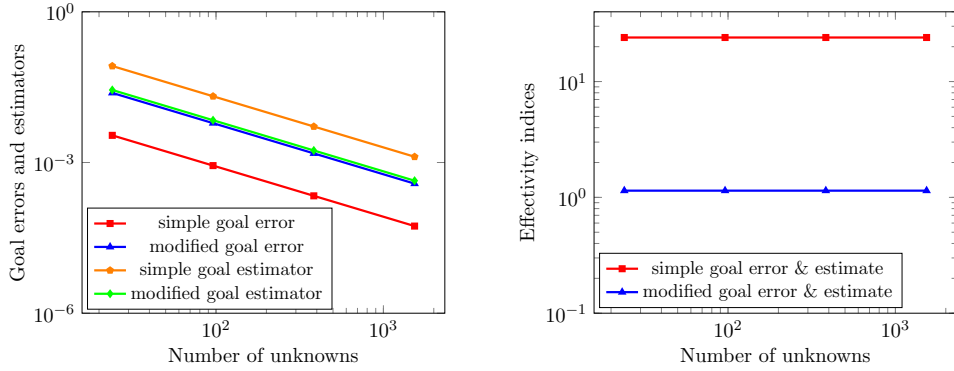 Goal errors and estimators
10^0
10^−3
10^−6
simple goal error
modified goal error
simple goal estimator
modified goal estimator
10^2
10^3
Number of unknowns
Effectivity indices
10^1
10^0
10^−1
simple goal error & estimate
modified goal error & estimate
10^2
10^3
Number of unknowns